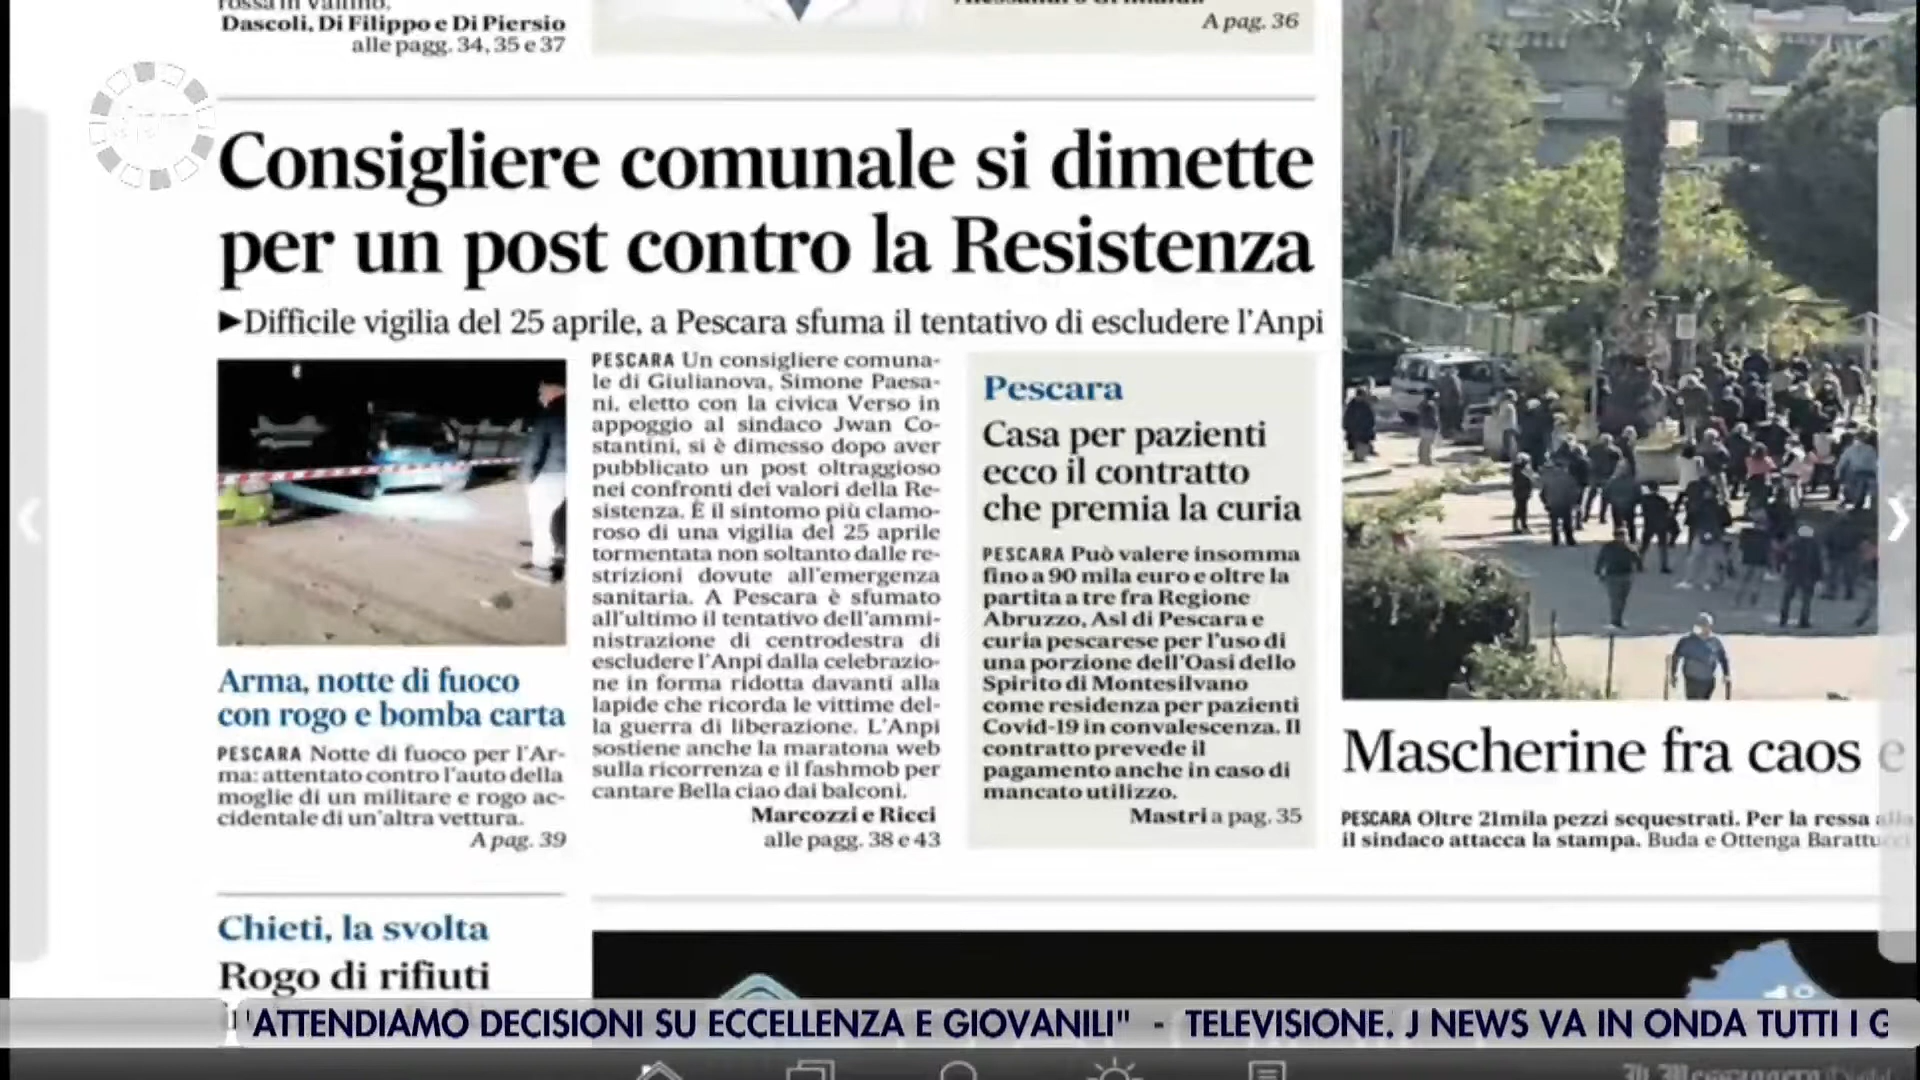 Dascoli, Di Filippo e Di Piersio
alle pagg. 34, 35 e 37
A pag. 36
Consigliere comunale si dimette
per un post contro la Resistenza
►Difficile vigilia del 25 aprile, a Pescara sfuma il tentativo di escludere l'Anpi
Arma, notte di fuoco
con rogo e bomba carta
PESCARA Notte di fuoco per l'Ar-
ma: attentato contro l'auto della
moglie di un militare e rogo ac-
cidentale di un'altra vettura.
A pag. 39
PESCARA Un consigliere comuna-
le di Giulianova, Simone Paesa-
ni, eletto con la civica Verso in
appoggio al sindaco Jwan Co-
stantini, si è dimesso dopo aver
pubblicato un post oltraggioso
nei confronti dei valori della Re-
sistenza. È il sintomo più clamo-
roso di una vigilia del 25 aprile
tormentata non soltanto dalle re-
strizioni dovute all'emergenza
sanitaria. A Pescara è sfumato
all'ultimo il tentativo dell'ammi-
nistrazione di centrodestra di
escludere l'Anpi dalla celebrazio-
ne in forma ridotta davanti alla
lapide che ricorda le vittime del-
la guerra di liberazione. L'Anpi
sostiene anche la maratona web
sulla ricorrenza e il fashmob per
cantare Bella ciao dai balconi.
Marcozzi e Ricci
alle pagg. 38 e 43
Pescara
Casa per pazienti
ecco il contratto
che premia la curia
PESCARA Può valere insomma
fino a 90 mila euro e oltre la
partita a tre fra Regione
Abruzzo, Asl di Pescara e
curia pescarese per l'uso di
una porzione dell'Oasi dello
Spirito di Montesilvano
come residenza per pazienti
Covid-19 in convalescenza. Il
contratto prevede il
pagamento anche in caso di
mancato utilizzo.
Mastri a pag. 35
Mascherine fra caos e
PESCARA Oltre 21mila pezzi sequestrati. Per la ressa alla
il sindaco attacca la stampa. Buda e Ottenga Barattucci
Chieti, la svolta
Rogo di rifiuti
"ATTENDIAMO DECISIONI SU ECCELLENZA E GIOVANILI" - TELEVISIONE. J NEWS VA IN ONDA TUTTI I G